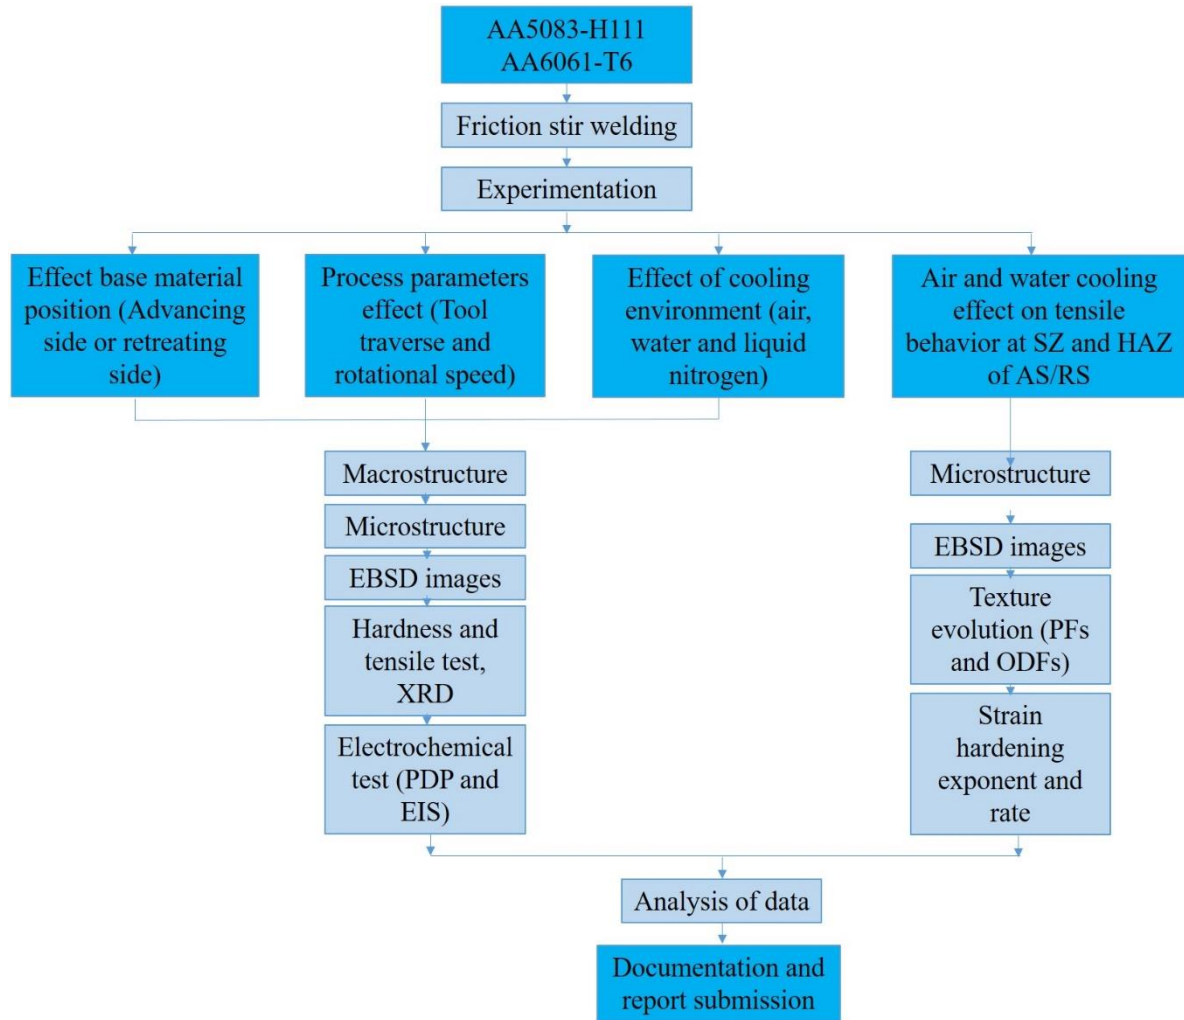 AA5083-H111
AA6061-T6
Friction stir welding
Experimentation
Effect base material
position (Advancing
side or retreating
side)
Process parameters
effect (Tool
traverse and
rotational speed)
Effect of cooling
environment (air,
water and liquid
nitrogen)
Air and water cooling
effect on tensile
behavior at SZ and HAZ
of AS/RS
Macrostructure
Microstructure
EBSD images
Hardness and
tensile test,
XRD
Electrochemical
test (PDP and
EIS)
Microstructure
EBSD images
Texture
evolution (PFs
and ODFs)
Strain
hardening
exponent and
rate
Analysis of data
Documentation and
report submission